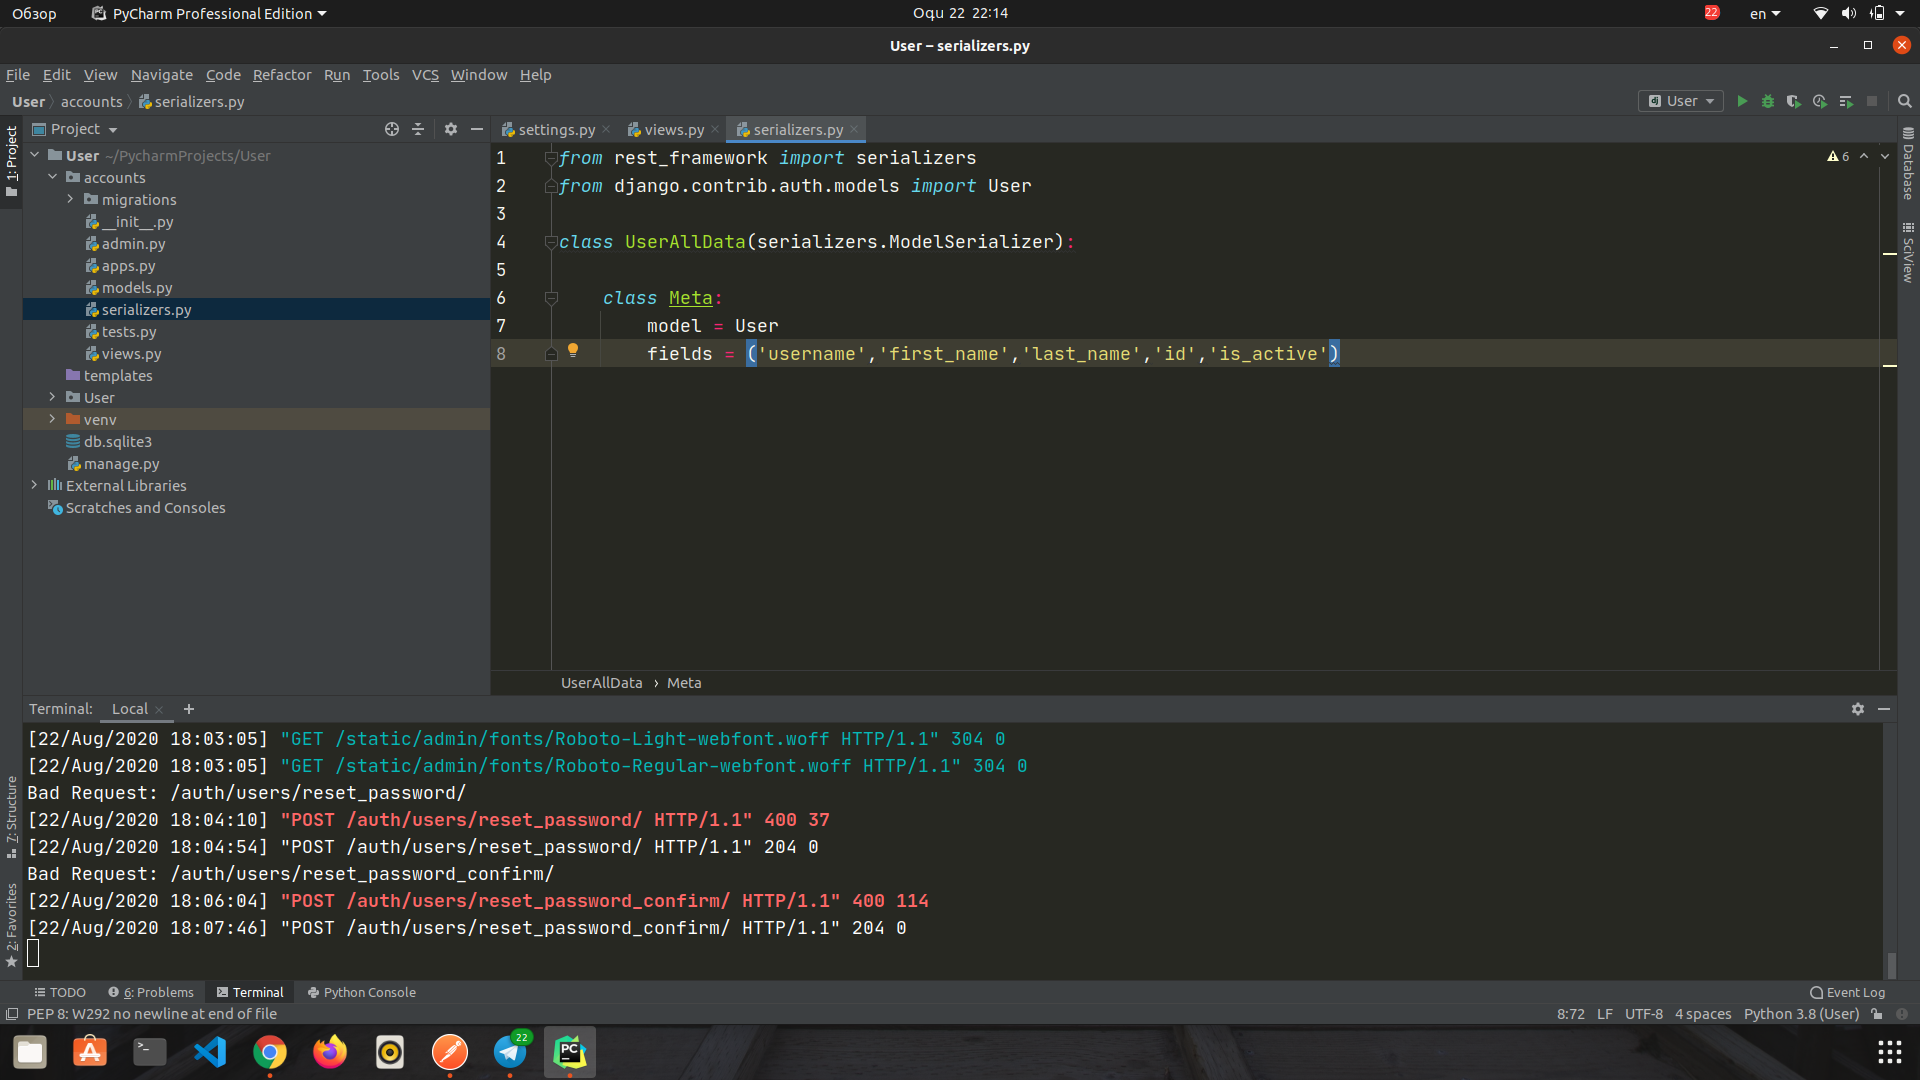 Обзор
PyCharm Professional Edition
Oqu 22 22:14
22
en
User – serializers.py
File Edit View Navigate Code Refactor Run Tools VCS Window Help
User accounts serializers.py
User
1: Project
Project
settings.py
views.py
serializers.py
User ~/PycharmProjects/User
accounts
migrations
__init__.py
admin.py
apps.py
models.py
serializers.py
tests.py
views.py
templates
User
venv
db.sqlite3
manage.py
External Libraries
Scratches and Consoles
1 from rest_framework import serializers
2 from django.contrib.auth.models import User
3
4 class UserAllData(serializers.ModelSerializer):
5
6 class Meta:
7 model = User
8 fields = ('username','first_name','last_name','id','is_active')
6
Database
SciView
UserAllData › Meta
Terminal: Local +
[22/Aug/2020 18:03:05] "GET /static/admin/fonts/Roboto-Light-webfont.woff HTTP/1.1" 304 0
[22/Aug/2020 18:03:05] "GET /static/admin/fonts/Roboto-Regular-webfont.woff HTTP/1.1" 304 0
Bad Request: /auth/users/reset_password/
[22/Aug/2020 18:04:10] "POST /auth/users/reset_password/ HTTP/1.1" 400 37
[22/Aug/2020 18:04:54] "POST /auth/users/reset_password/ HTTP/1.1" 204 0
Bad Request: /auth/users/reset_password_confirm/
[22/Aug/2020 18:06:04] "POST /auth/users/reset_password_confirm/ HTTP/1.1" 400 114
[22/Aug/2020 18:07:46] "POST /auth/users/reset_password_confirm/ HTTP/1.1" 204 0
7: Structure
2: Favorites
TODO
6: Problems
Terminal
Python Console
Event Log
PEP 8: W292 no newline at end of file
8:72 LF UTF-8 4 spaces Python 3.8 (User)
22
PC